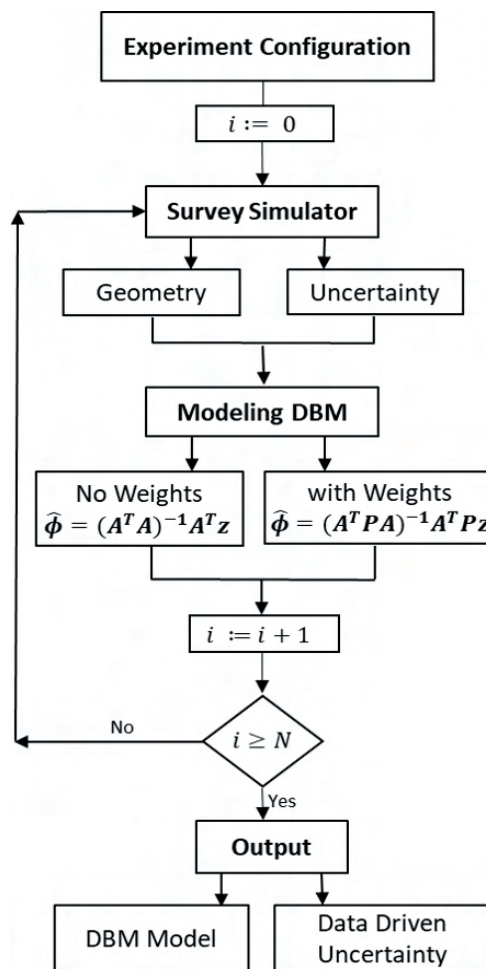 Experiment Configuration
i := 0
Survey Simulator
Geometry
Uncertainty
Modeling DBM
No Weights
ϕ̂ = (AᵀA)⁻¹Aᵀz
with Weights
ϕ̂ = (AᵀPA)⁻¹AᵀPz
i := i + 1
No
i ≥ N
Yes
Output
DBM Model
Data Driven
Uncertainty